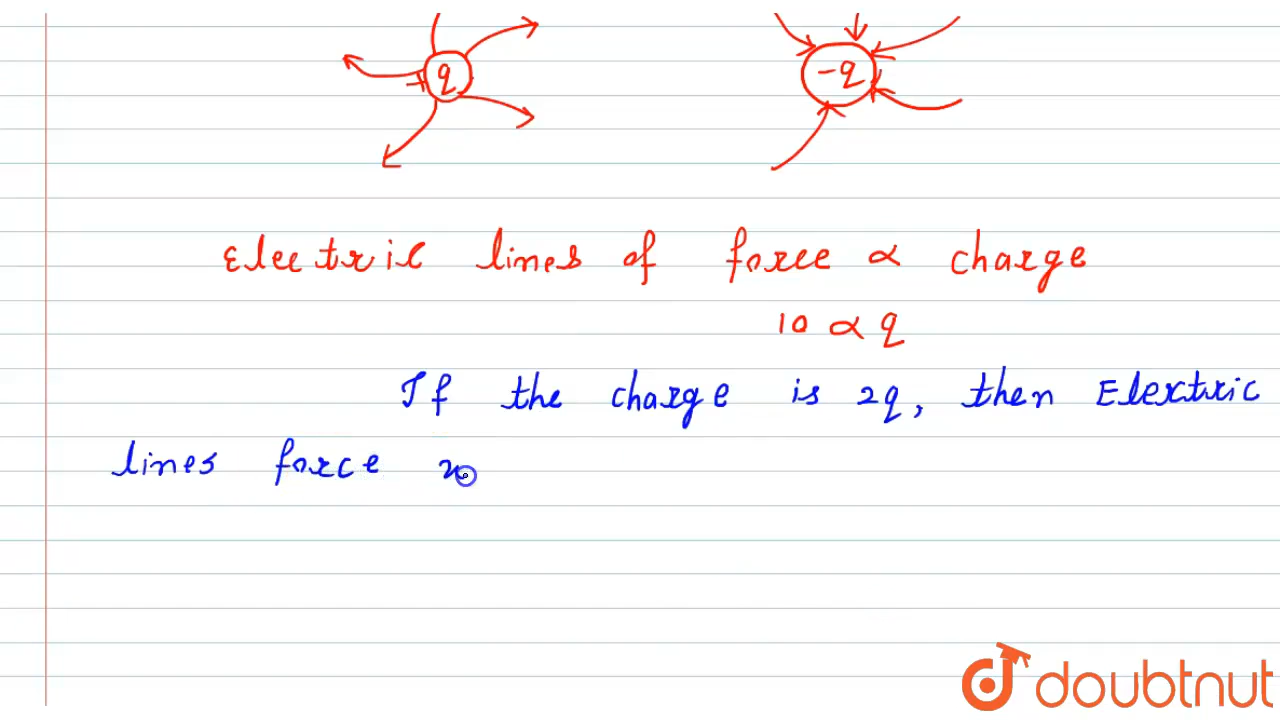 +q
-q
Electric lines of force ∝ charge
10 ∝ q
If the charge is 2q, then Electric
lines force
doubtnut